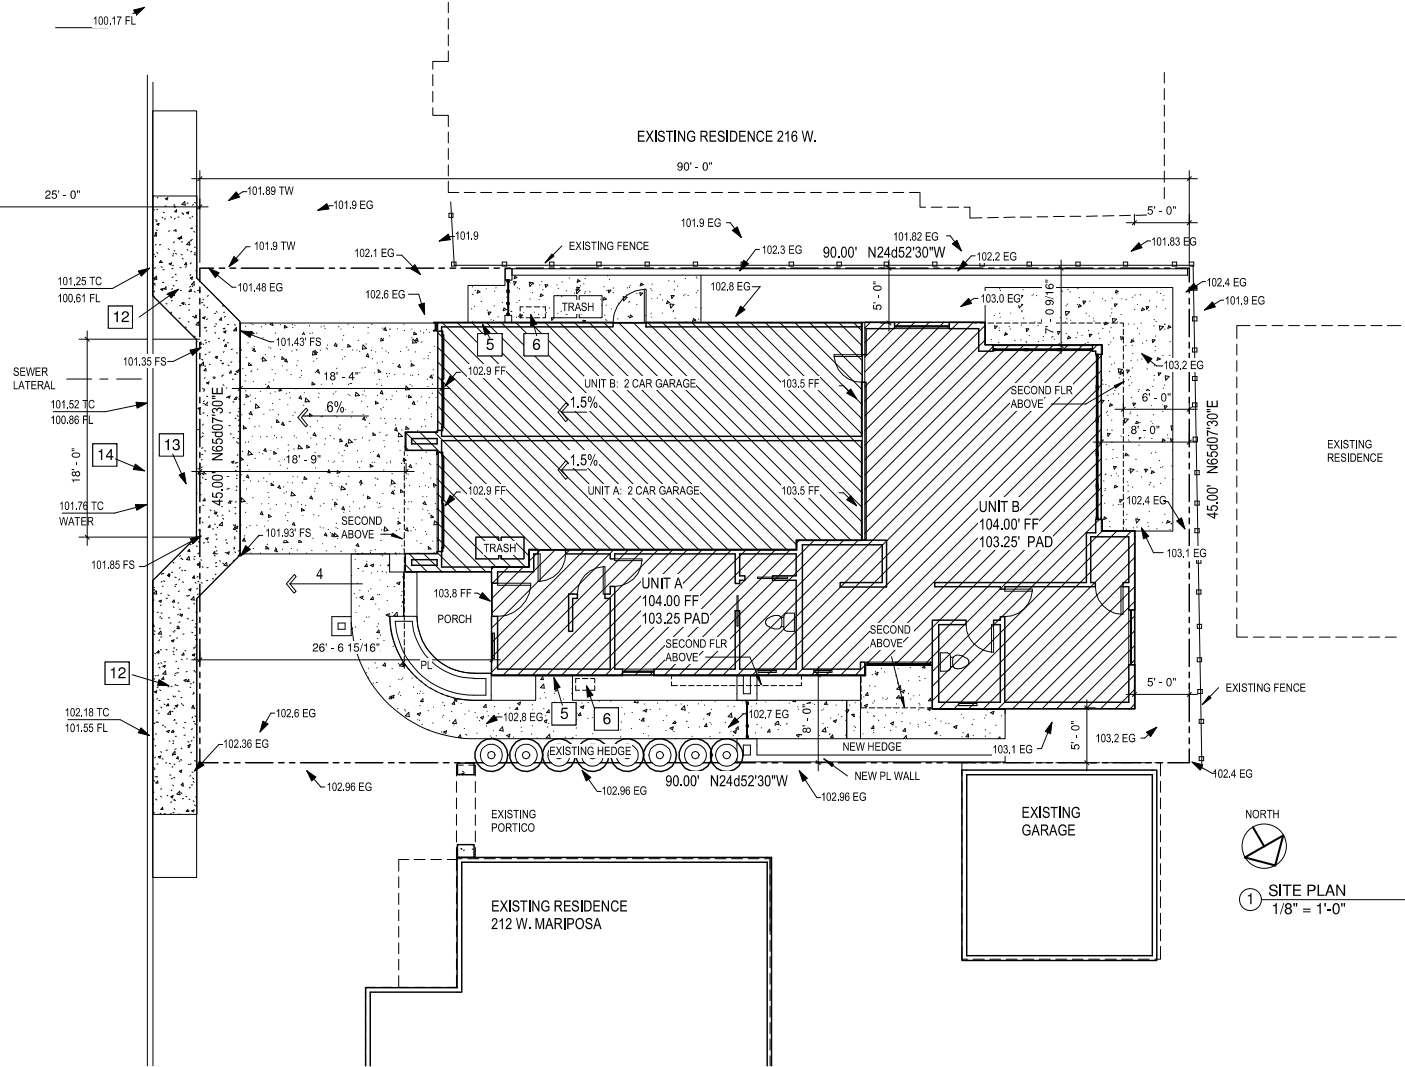 100.17 FL
EXISTING RESIDENCE 216 W.
90' - 0"
25' - 0"
101.89 TW
101.9 EG
5' - 0"
101.9 EG
101.9
101.82 EG
101.83 EG
101.9 TW
EXISTING FENCE
102.1 EG
102.3 EG
90.00'  N24d52'30"W
102.2 EG
101.25 TC
100.61 FL
101.48 EG
102.6 EG
102.8 EG
5' - 0"
103.0 EG
7' - 0 9/16"
102.4 EG
101.9 EG
12
TRASH
5
6
101.43' FS
101.35 FS
SEWER
LATERAL
18' - 4"
102.9 FF
UNIT B:  2 CAR GARAGE
103.5 FF
103.2 EG
SECOND FLR
ABOVE
6' - 0"
101.52 TC
100.86 FL
6%
1.5%
45.00'  N65d07'30"E
8' - 0"
45.00'  N65d07'30"E
EXISTING
RESIDENCE
14
13
18' - 0"
18' - 9"
1.5%
102.9 FF
UNIT A:  2 CAR GARAGE
103.5 FF
102.4 EG
101.76 TC
WATER
SECOND
ABOVE
UNIT B
104.00' FF
103.25'  PAD
101.93' FS
TRASH
103.1 EG
101.85 FS
4
103.8 FF
UNIT A
104.00 FF
103.25 PAD
PORCH
SECOND
ABOVE
26' - 6 15/16"
PL
SECOND FLR
ABOVE
12
5' - 0"
EXISTING FENCE
102.18 TC
101.55 FL
102.6 EG
102.8 EG
5
6
102.7 EG
8' - 0"
5' - 0"
103.2 EG
102.36 EG
EXISTING HEDGE
NEW HEDGE
103.1 EG
102.96 EG
102.96 EG
90.00'  N24d52'30"W
102.96 EG
NEW PL WALL
102.4 EG
EXISTING
PORTICO
EXISTING
GARAGE
NORTH
EXISTING RESIDENCE
212 W. MARIPOSA
1
SITE PLAN
1/8" = 1'-0"